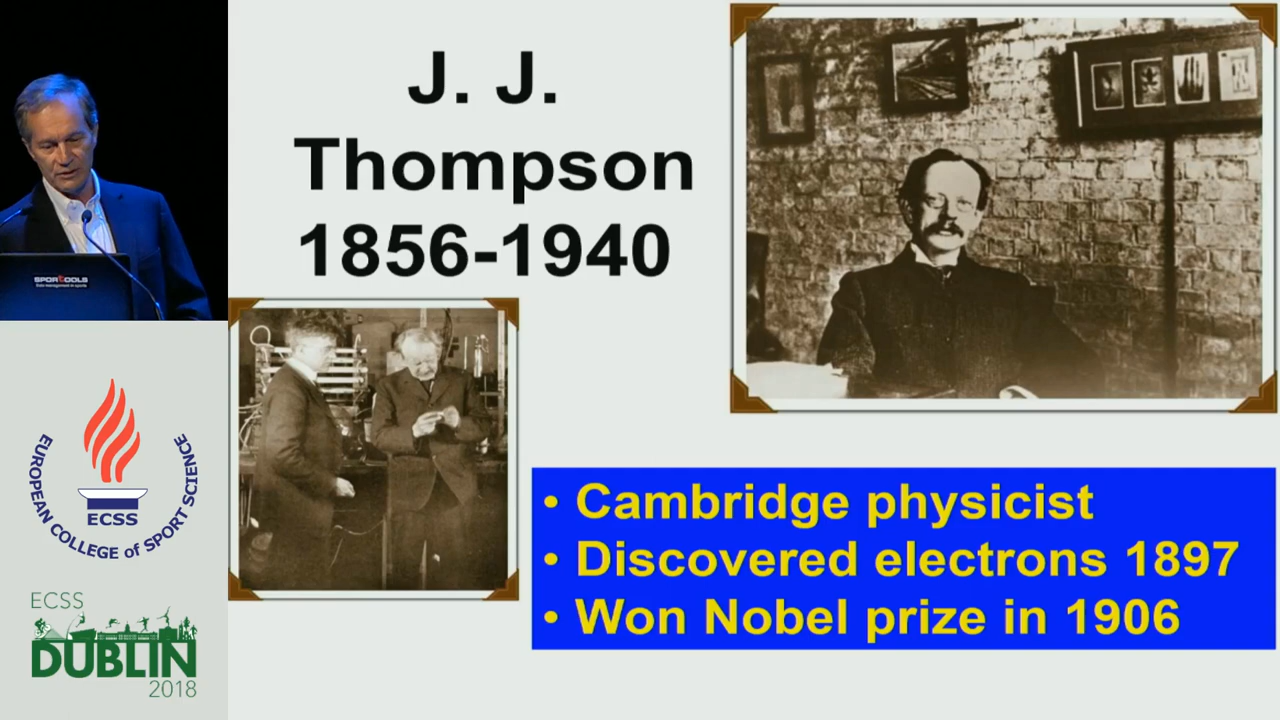 J. J.
Thompson
1856-1940
SPORTOOLS
EUROPEAN COLLEGE of SPORT SCIENCE
ECSS
ECSS
DUBLIN
2018
• Cambridge physicist
• Discovered electrons 1897
• Won Nobel prize in 1906